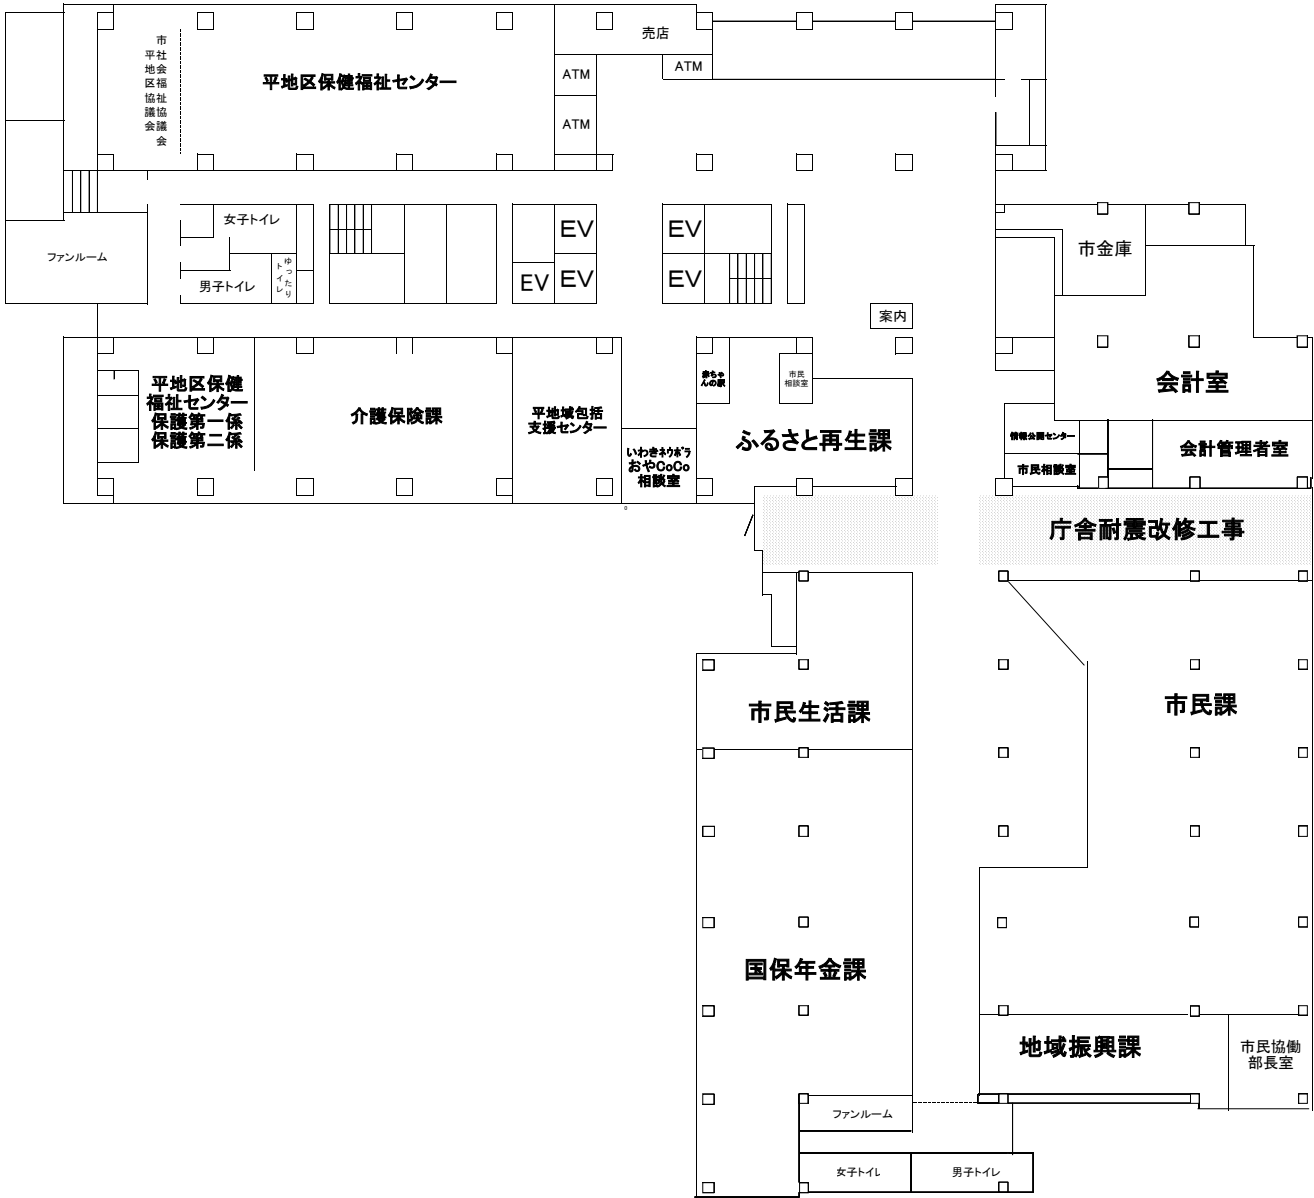 売店
市社会福祉協議会
平地区協議会
平地区保健福祉センター
ATM
ATM
ATM
女子トイレ
EV
EV
市金庫
ファンルーム
男子トイレ
ゆったり
トイレ
EV
EV
EV
案内
赤ちゃ
んの駅
市民
相談室
会計室
平地区保健
福祉センター
保護第一係
保護第二係
介護保険課
平地域包括
支援センター
ふるさと再生課
情報公開センター
会計管理者室
いわきネウボラ
おやCoCo
相談室
市民相談室
庁舎耐震改修工事
市民課
市民生活課
国保年金課
地域振興課
市民協働
部長室
ファンルーム
女子トイレ
男子トイレ